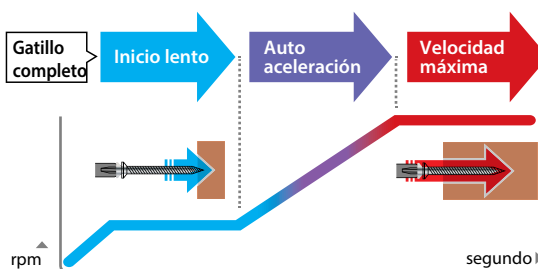 Gatillo
completo
Inicio lento
Auto
aceleración
Velocidad
máxima
rpm
segundo